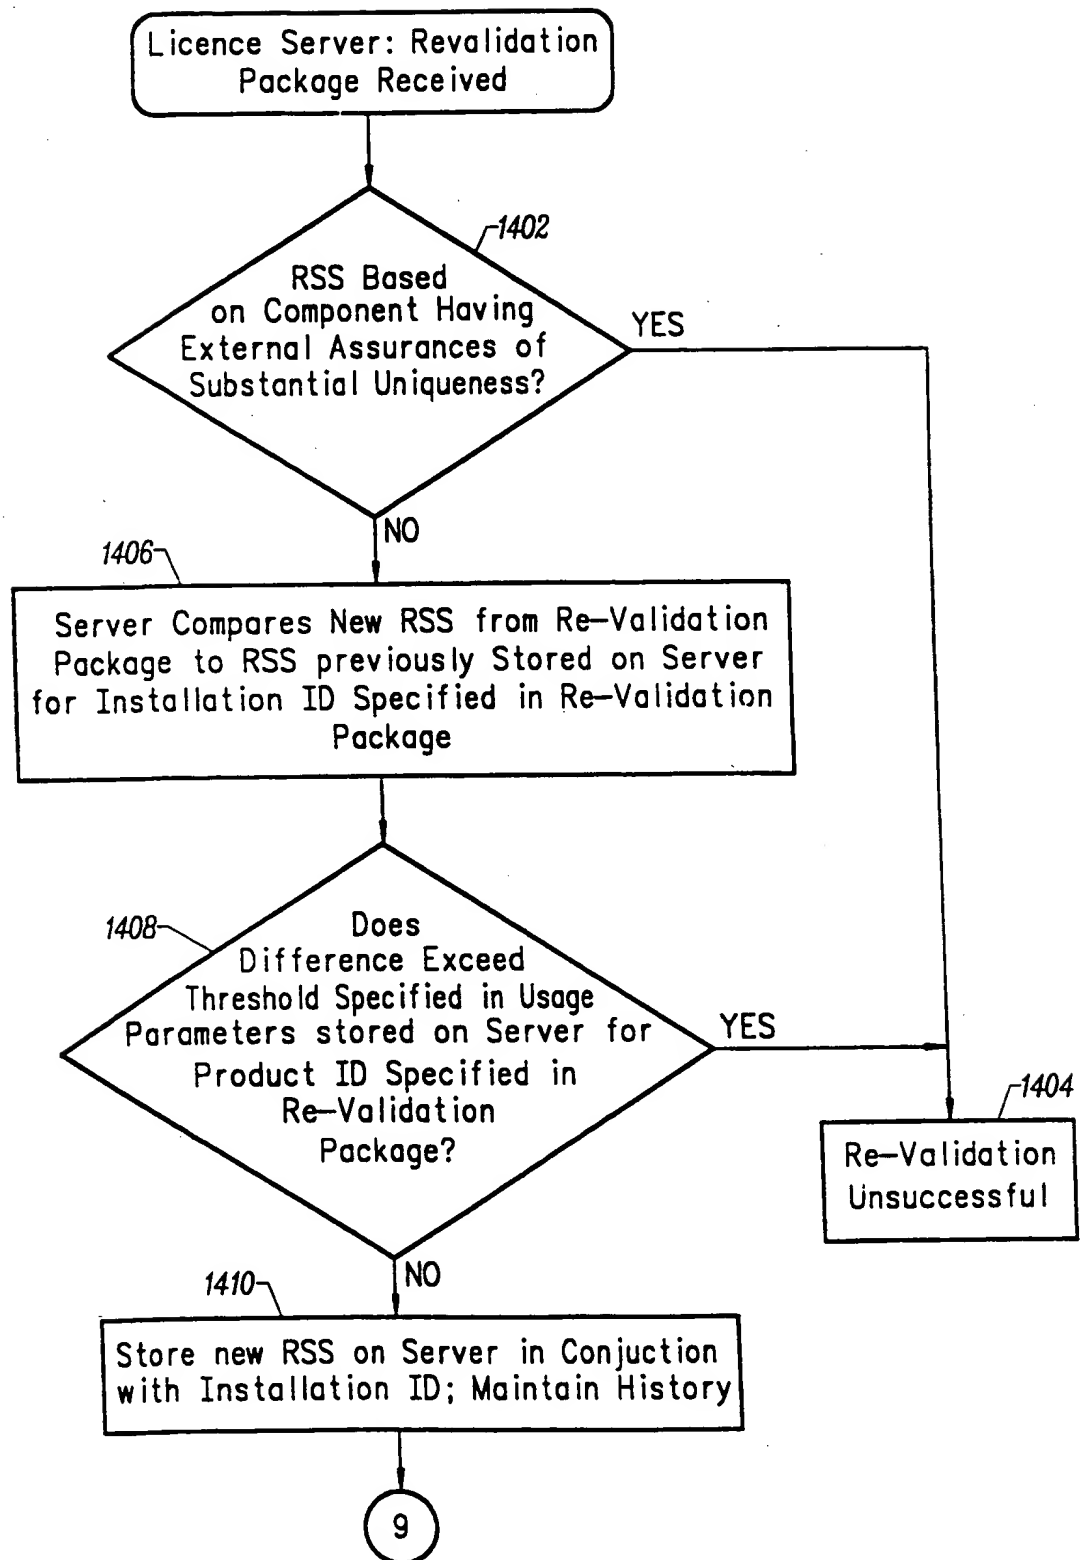 Licence Server: Revalidation
Package Received
1402
RSS Based
on Component Having
External Assurances of
Substantial Uniqueness?
YES
NO
1406
Server Compares New RSS from Re-Validation
Package to RSS previously Stored on Server
for Installation ID Specified in Re-Validation
Package
1408
Does
Difference Exceed
Threshold Specified in Usage
Parameters stored on Server for
Product ID Specified in
Re-Validation
Package?
YES
1404
Re-Validation
Unsuccessful
NO
1410
Store new RSS on Server in Conjuction
with Installation ID; Maintain History
9